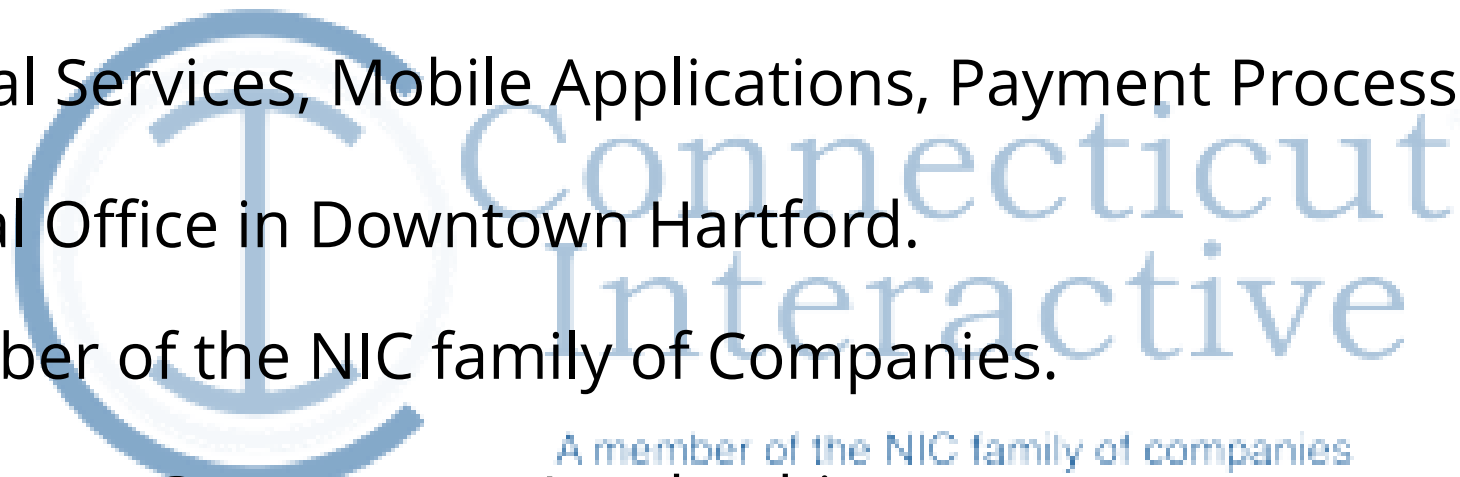 al Services, Mobile Applications, Payment Process
Connecticut
al Office in Downtown Hartford.
Interactive
ber of the NIC family of Companies.
A member of the NIC family of companies